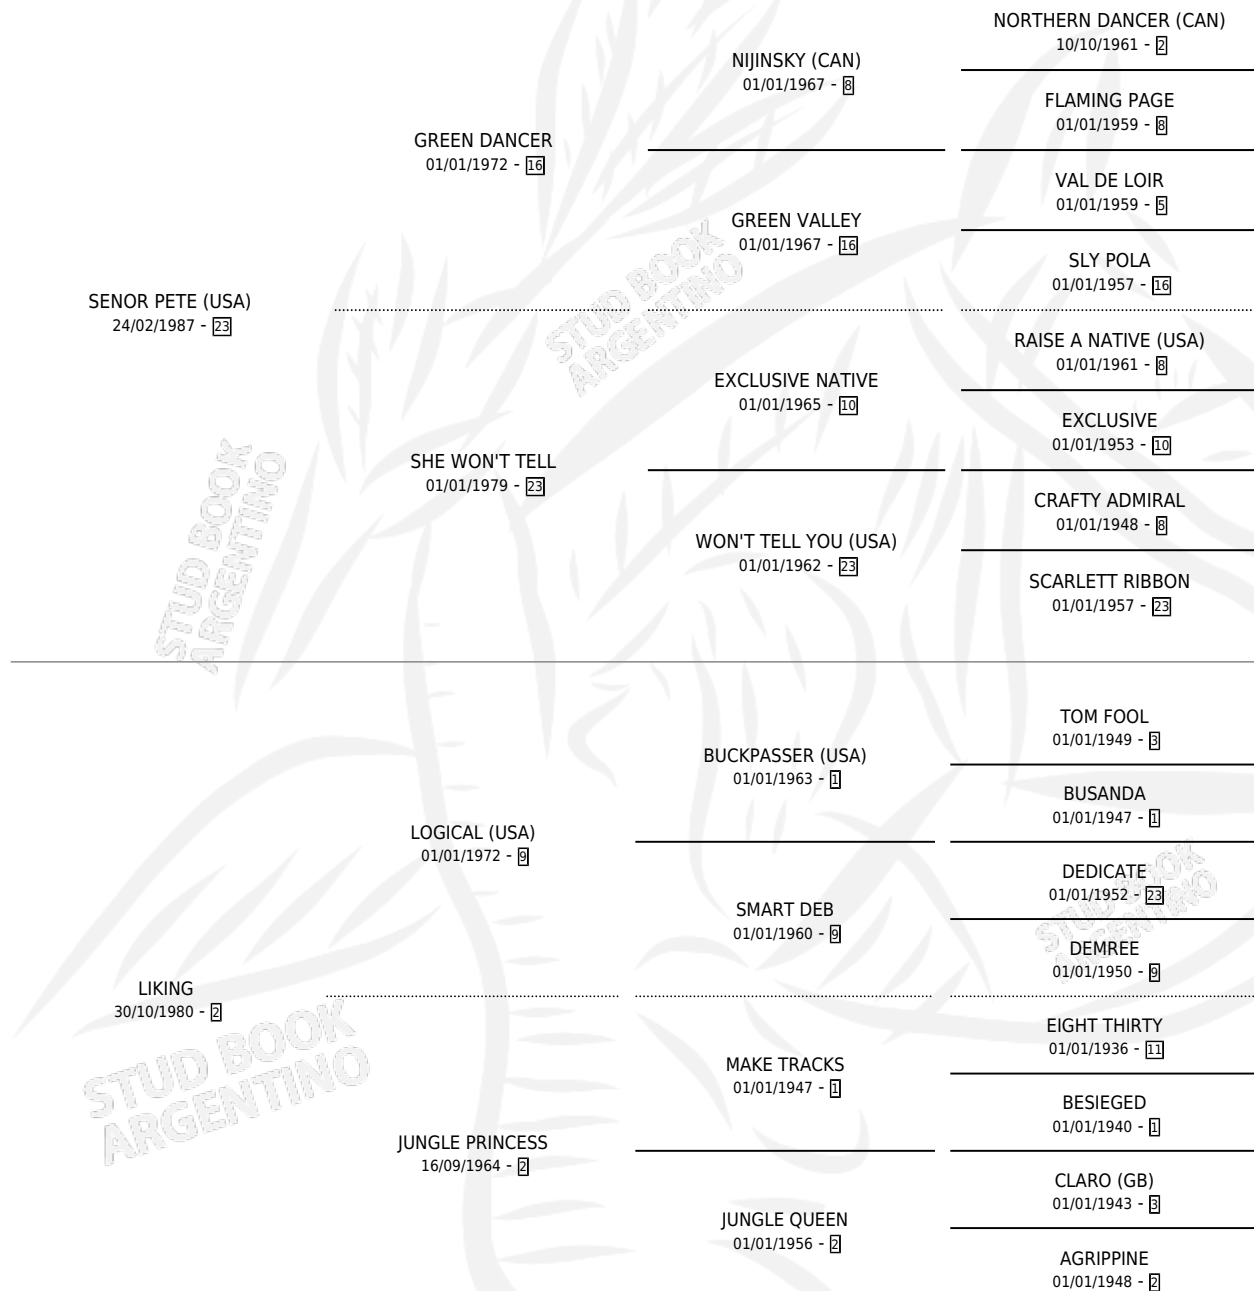 NORTHERN DANCER (CAN)
10/10/1961 - 2
NIJINSKY (CAN)
01/01/1967 - 8
FLAMING PAGE
01/01/1959 - 8
GREEN DANCER
01/01/1972 - 16
VAL DE LOIR
01/01/1959 - 5
GREEN VALLEY
01/01/1967 - 16
SLY POLA
01/01/1957 - 16
SENOR PETE (USA)
24/02/1987 - 23
STUD BOOK
ARGENTINO
RAISE A NATIVE (USA)
01/01/1961 - 8
EXCLUSIVE NATIVE
01/01/1965 - 10
EXCLUSIVE
01/01/1953 - 10
SHE WON'T TELL
01/01/1979 - 23
CRAFTY ADMIRAL
01/01/1948 - 8
WON'T TELL YOU (USA)
01/01/1962 - 23
SCARLETT RIBBON
01/01/1957 - 23
STUD BOOK
ARGENTINO
TOM FOOL
01/01/1949 - 3
BUCKPASSER (USA)
01/01/1963 - 1
BUSANDA
01/01/1947 - 1
LOGICAL (USA)
01/01/1972 - 9
DEDICATE
01/01/1952 - 23
STUD BOOK
ARGENTINO
SMART DEB
01/01/1960 - 9
DEMREE
01/01/1950 - 9
LIKING
30/10/1980 - 2
STUD BOOK
ARGENTINO
EIGHT THIRTY
01/01/1936 - 11
MAKE TRACKS
01/01/1947 - 1
BESIEGED
01/01/1940 - 1
JUNGLE PRINCESS
16/09/1964 - 2
CLARO (GB)
01/01/1943 - 3
JUNGLE QUEEN
01/01/1956 - 2
AGRIPPINE
01/01/1948 - 2